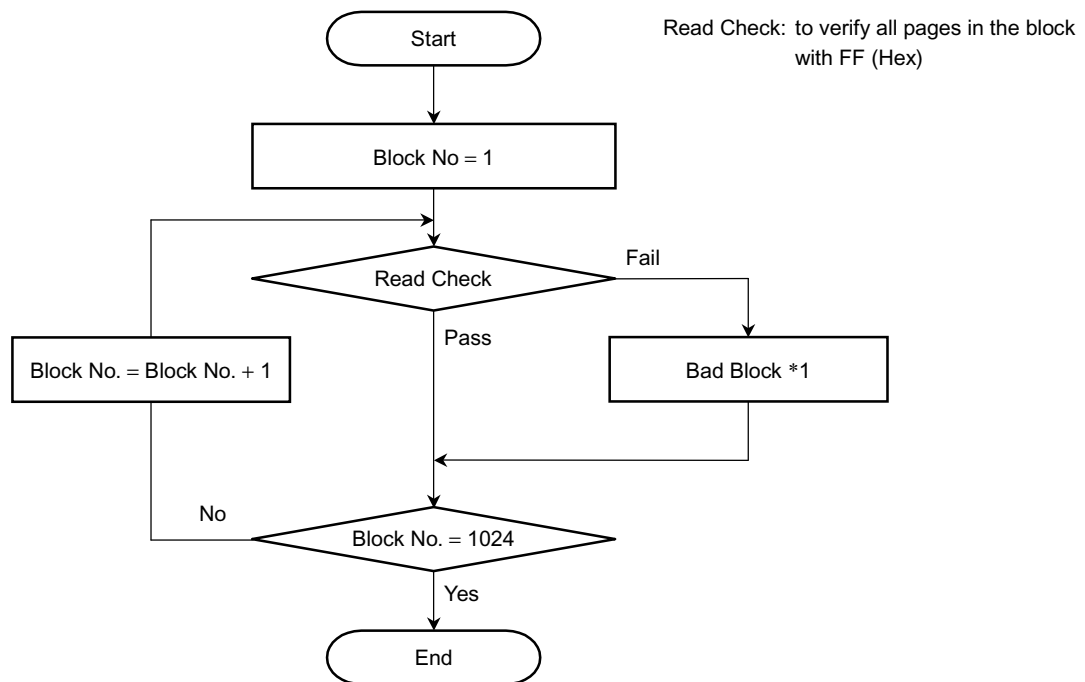 Start
Read Check: to verify all pages in the block
with FF (Hex)
Block No = 1
Read Check
Fail
Pass
Block No. = Block No. + 1
Bad Block *1
No
Block No. = 1024
Yes
End